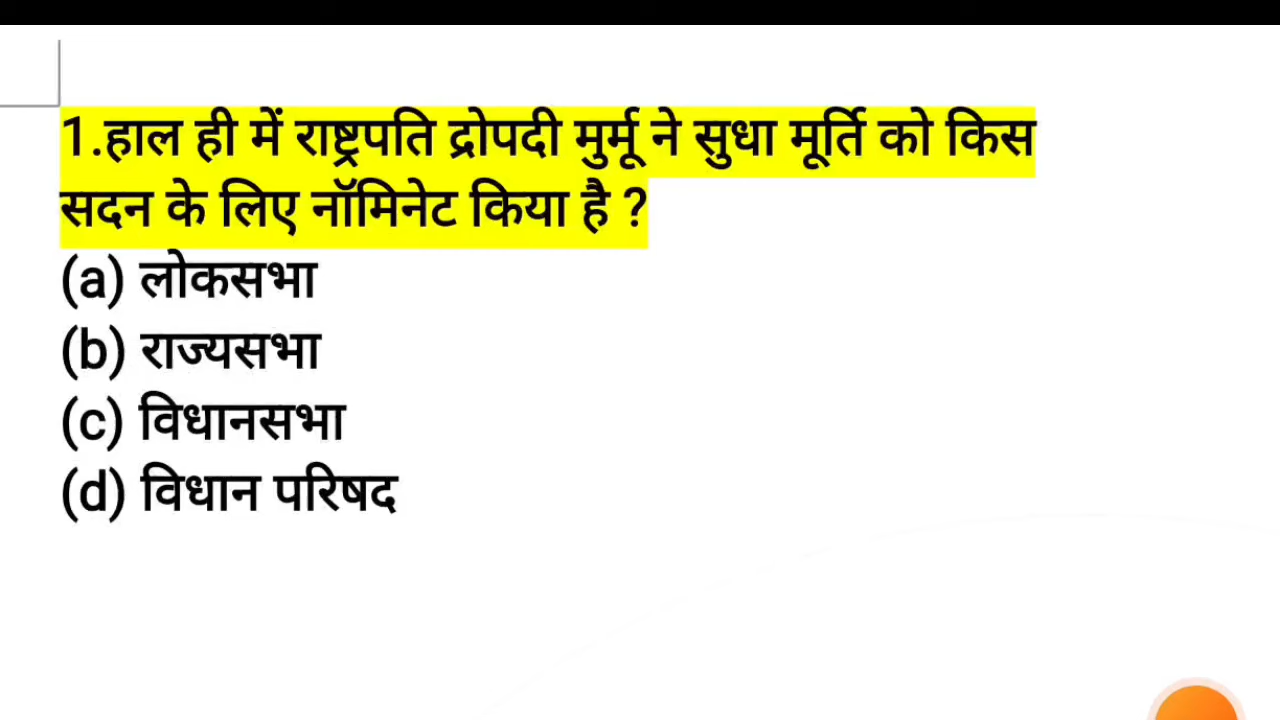 1.हाल ही में राष्ट्रपति द्रोपदी मुर्मू ने सुधा मूर्ति को किस
सदन के लिए नॉमिनेट किया है ?
(a) लोकसभा
(b) राज्यसभा
(c) विधानसभा
(d) विधान परिषद